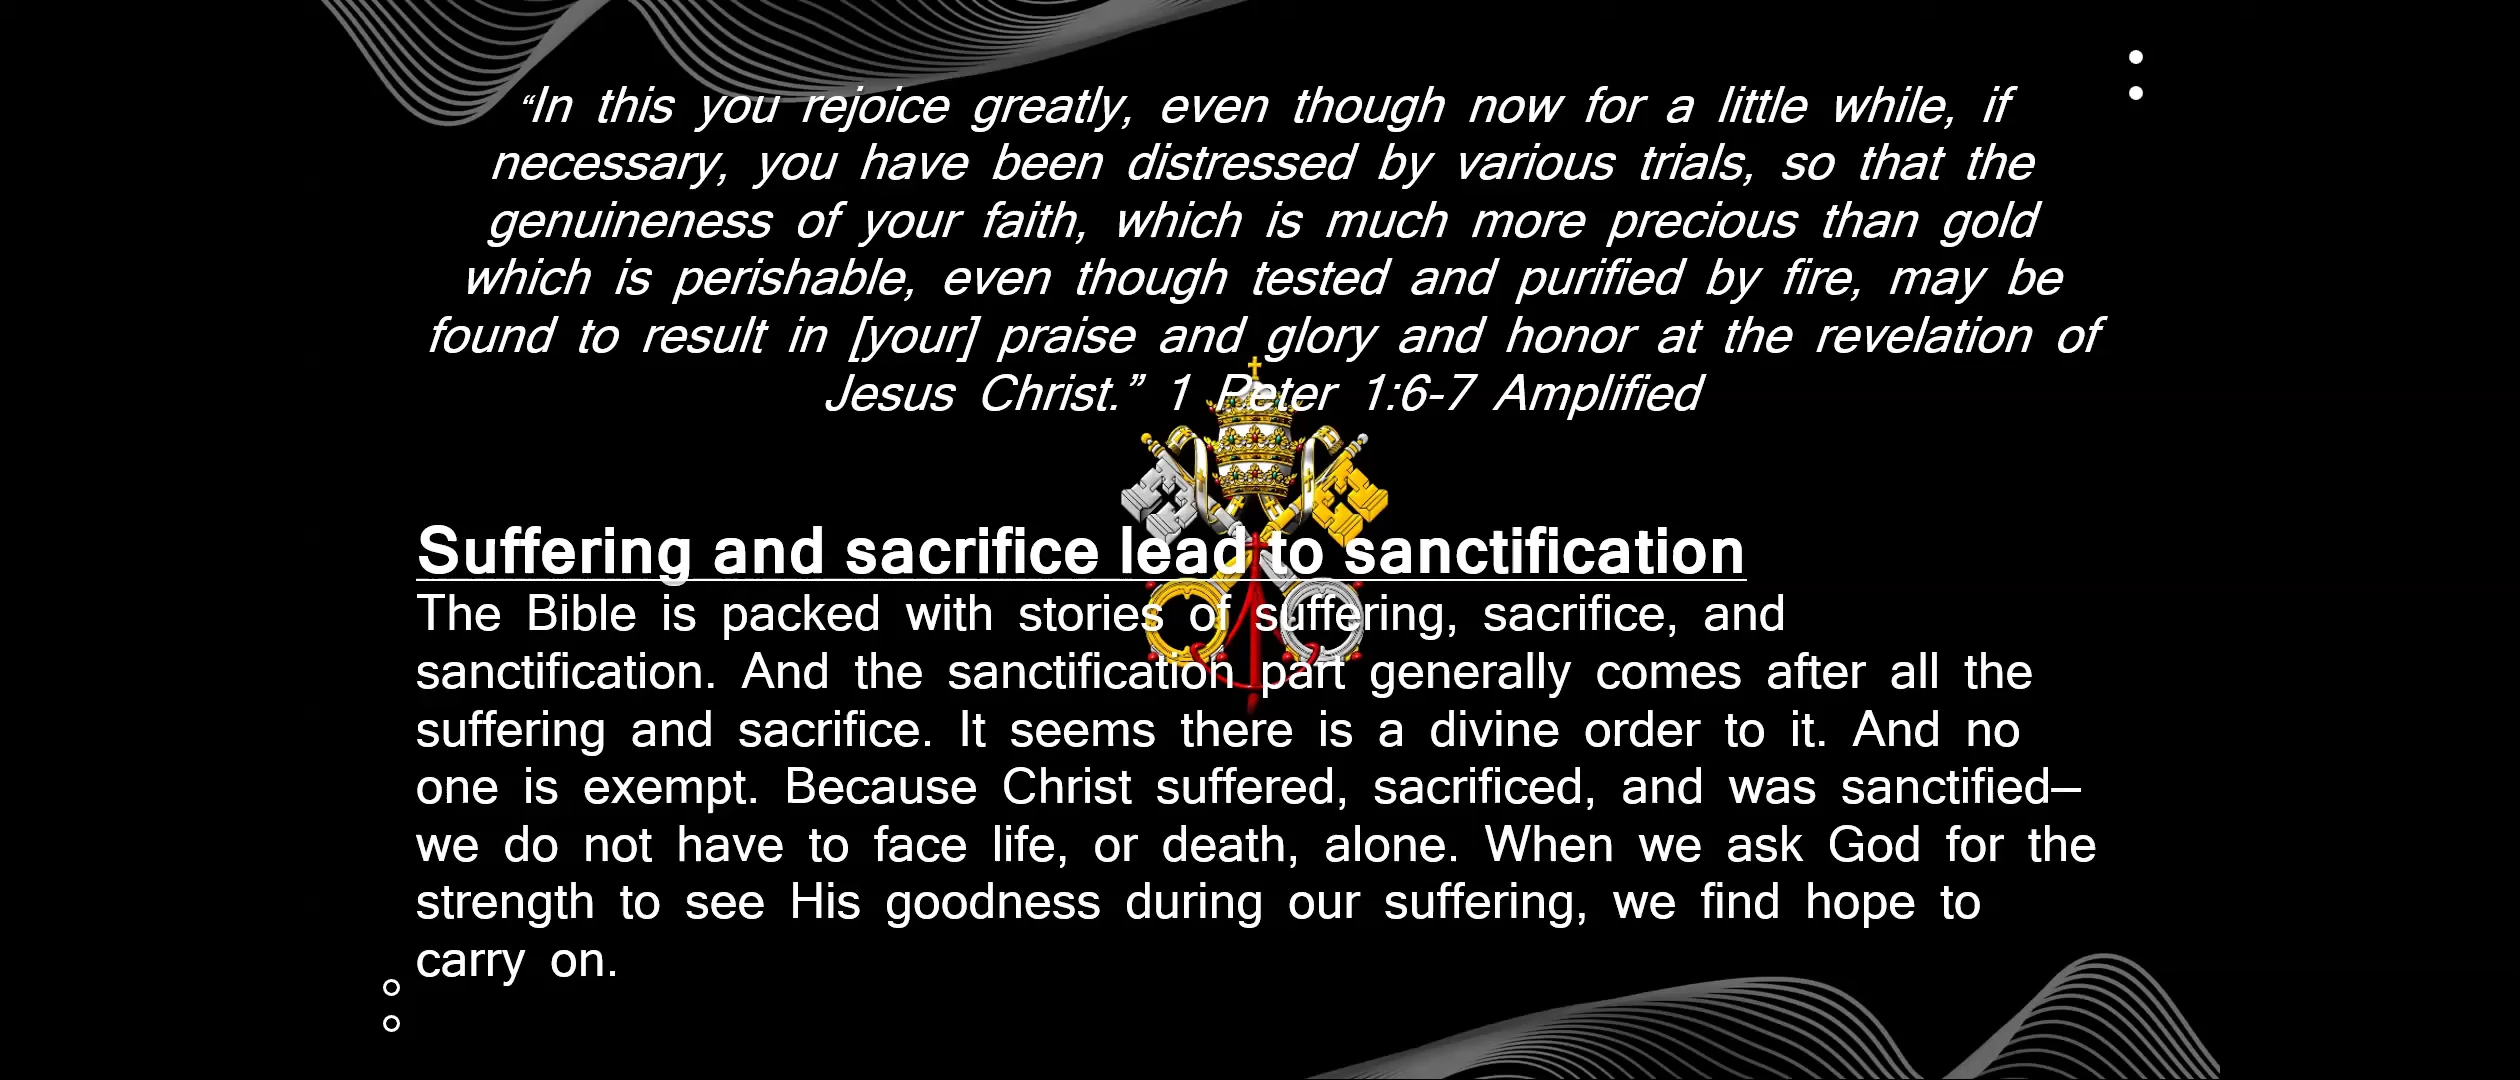 “In this you rejoice greatly, even though now for a little while, if
necessary, you have been distressed by various trials, so that the
genuineness of your faith, which is much more precious than gold
which is perishable, even though tested and purified by fire, may be
found to result in [your] praise and glory and honor at the revelation of
Jesus Christ.” 1 Peter 1:6-7 Amplified
Suffering and sacrifice lead to sanctification
The Bible is packed with stories of suffering, sacrifice, and
sanctification. And the sanctification part generally comes after all the
suffering and sacrifice. It seems there is a divine order to it. And no
one is exempt. Because Christ suffered, sacrificed, and was sanctified—
we do not have to face life, or death, alone. When we ask God for the
strength to see His goodness during our suffering, we find hope to
carry on.